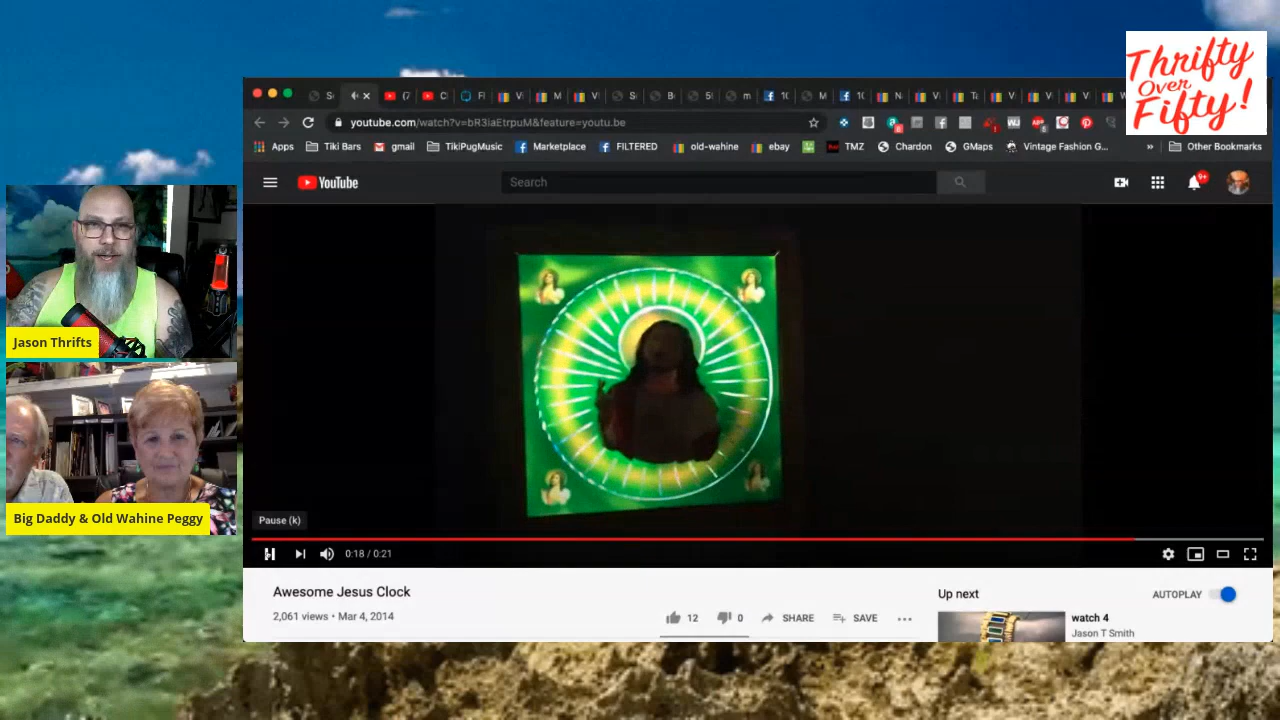 Thrifty
Over
Fifty!
youtube.com/watch?v=bR3iaEtrpuM&feature=youtu.be
Apps
Tiki Bars
gmail
TikiPugMusic
Marketplace
FILTERED
old-wahine
ebay
TMZ
Chardon
GMaps
Vintage Fashion G...
»
Other Bookmarks
YouTube
Search
9+
Jason Thrifts
Big Daddy & Old Wahine Peggy
Pause (k)
0:18 / 0:21
Awesome Jesus Clock
2,061 views • Mar 4, 2014
12
0
SHARE
SAVE
Up next
AUTOPLAY
watch 4
Jason T Smith